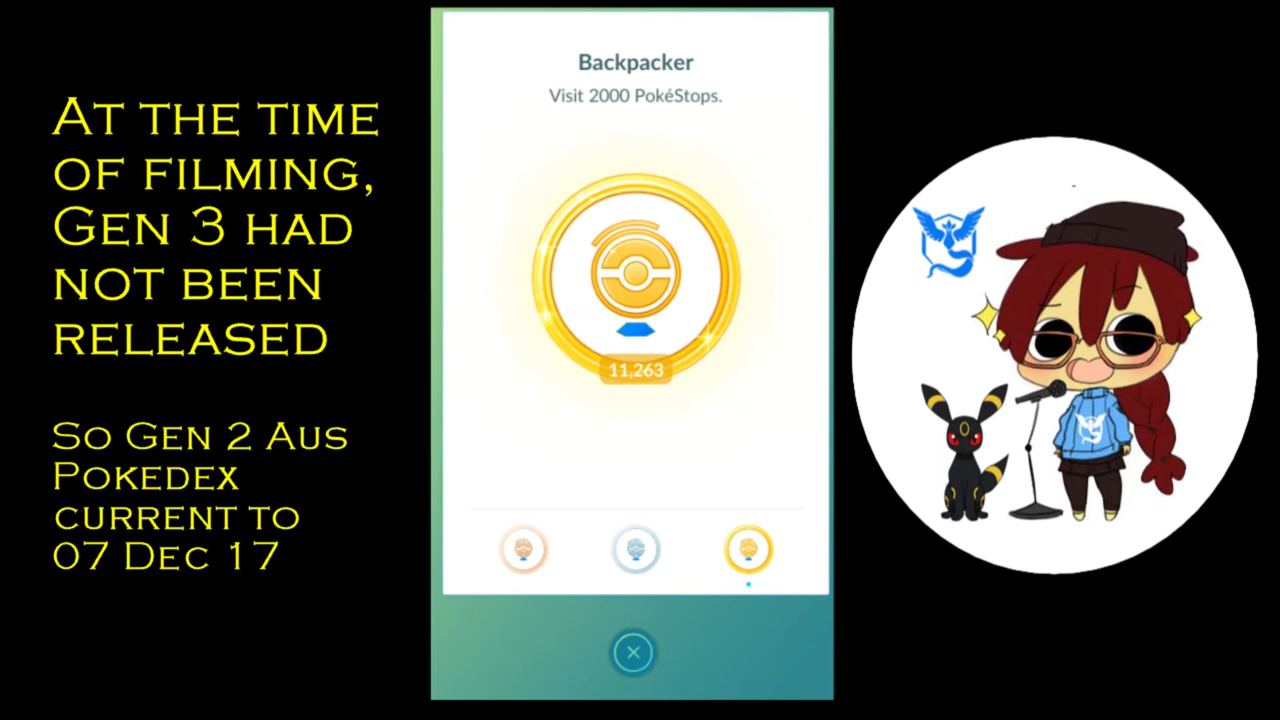 At the time
of filming,
Gen 3 had
not been
released
So Gen 2 Aus
Pokedex
current to
07 Dec 17
Backpacker
Visit 2000 PokéStops.
11,263